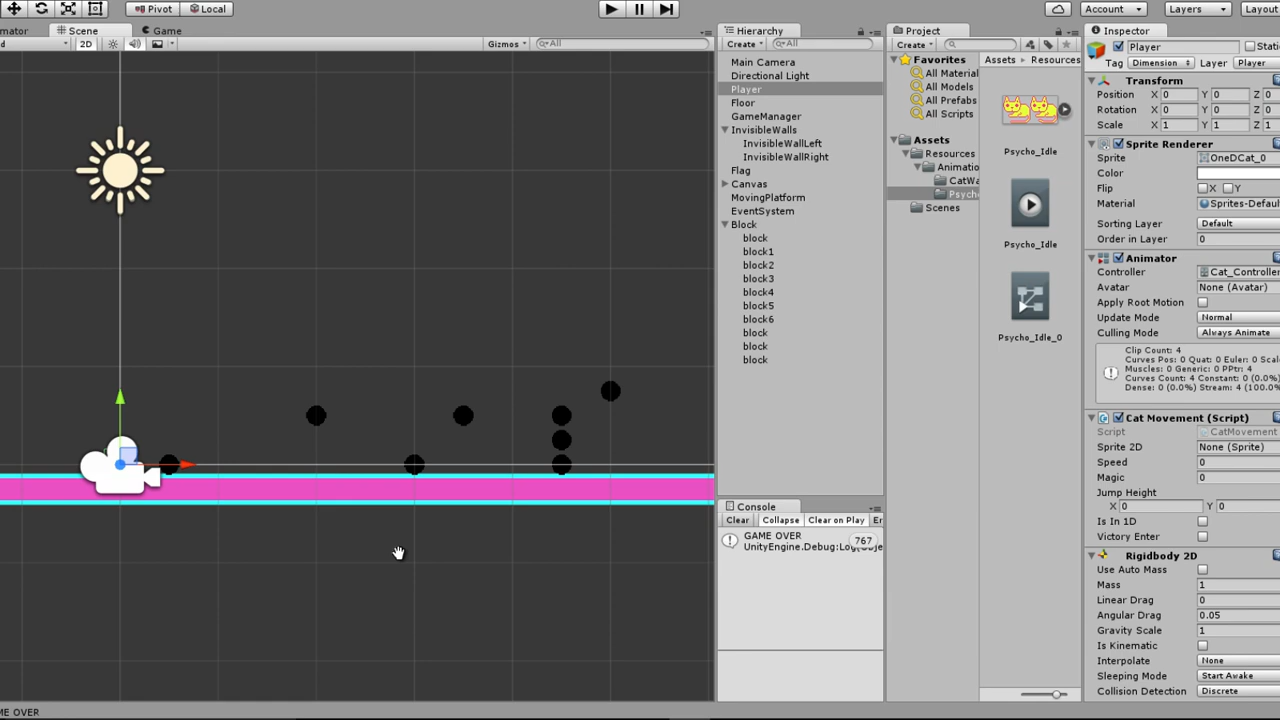 Pivot Local Account Layers Layout
mator Scene Game
d 2D Gizmos All
GAME OVER
Hierarchy
Create All
Main Camera
Directional Light
Player
Floor
GameManager
InvisibleWalls
InvisibleWallLeft
InvisibleWallRight
Flag
Canvas
MovingPlatform
EventSystem
Block
block
block1
block2
block3
block4
block5
block6
block
block
block
Console
Clear Collapse Clear on Play Er
GAME OVER 767
UnityEngine.Debug:Log(Obje
Project
Create
Favorites
All Material
All Models
All Prefabs
All Scripts
Assets
Resources
Animatio
CatWa
Psycho
Scenes
Assets Resources
Psycho_Idle
Psycho_Idle
Psycho_Idle_0
Inspector
Player Stati
Tag Dimension Layer Player
Transform
Position X 0 Y 0 Z 0
Rotation X 0 Y 0 Z 0
Scale X 1 Y 1 Z 1
Sprite Renderer
Sprite OneDCat_0
Color
Flip X Y
Material Sprites-Defau
Sorting Layer Default
Order in Layer 0
Animator
Controller Cat_Controller
Avatar None (Avatar)
Apply Root Motion
Update Mode Normal
Culling Mode Always Animate
Clip Count: 4
Curves Pos: 0 Quat: 0 Euler: 0 Scal
Muscles: 0 Generic: 0 PPtr: 4
Curves Count: 4 Constant: 0 (0.0%)
Dense: 0 (0.0%) Stream: 4 (100.0%
Cat Movement (Script)
Script CatMovement
Sprite 2D None (Sprite)
Speed 0
Magic 0
Jump Height
X 0 Y 0
Is In 1D
Victory Enter
Rigidbody 2D
Use Auto Mass
Mass 1
Linear Drag 0
Angular Drag 0.05
Gravity Scale 1
Is Kinematic
Interpolate None
Sleeping Mode Start Awake
Collision Detection Discrete